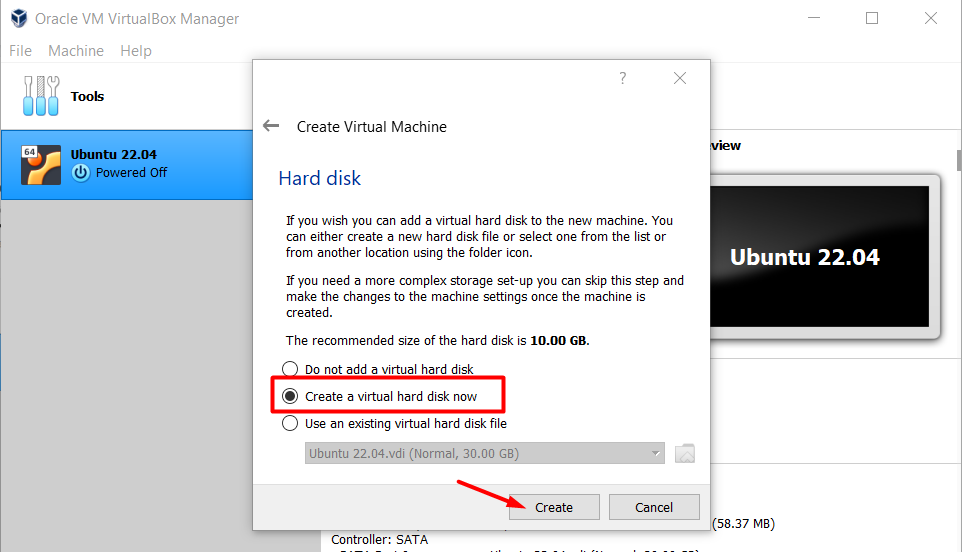 Oracle VM VirtualBox Manager
File Machine Help
Tools
64
Ubuntu 22.04
Powered Off
?
Create Virtual Machine
Hard disk
If you wish you can add a virtual hard disk to the new machine. You
can either create a new hard disk file or select one from the list or
from another location using the folder icon.
If you need a more complex storage set-up you can skip this step and
make the changes to the machine settings once the machine is
created.
The recommended size of the hard disk is 10.00 GB.
Do not add a virtual hard disk
Create a virtual hard disk now
Use an existing virtual hard disk file
Ubuntu 22.04.vdi (Normal, 30.00 GB)
Create Cancel
eview
Ubuntu 22.04
(58.37 MB)
Controller: SATA